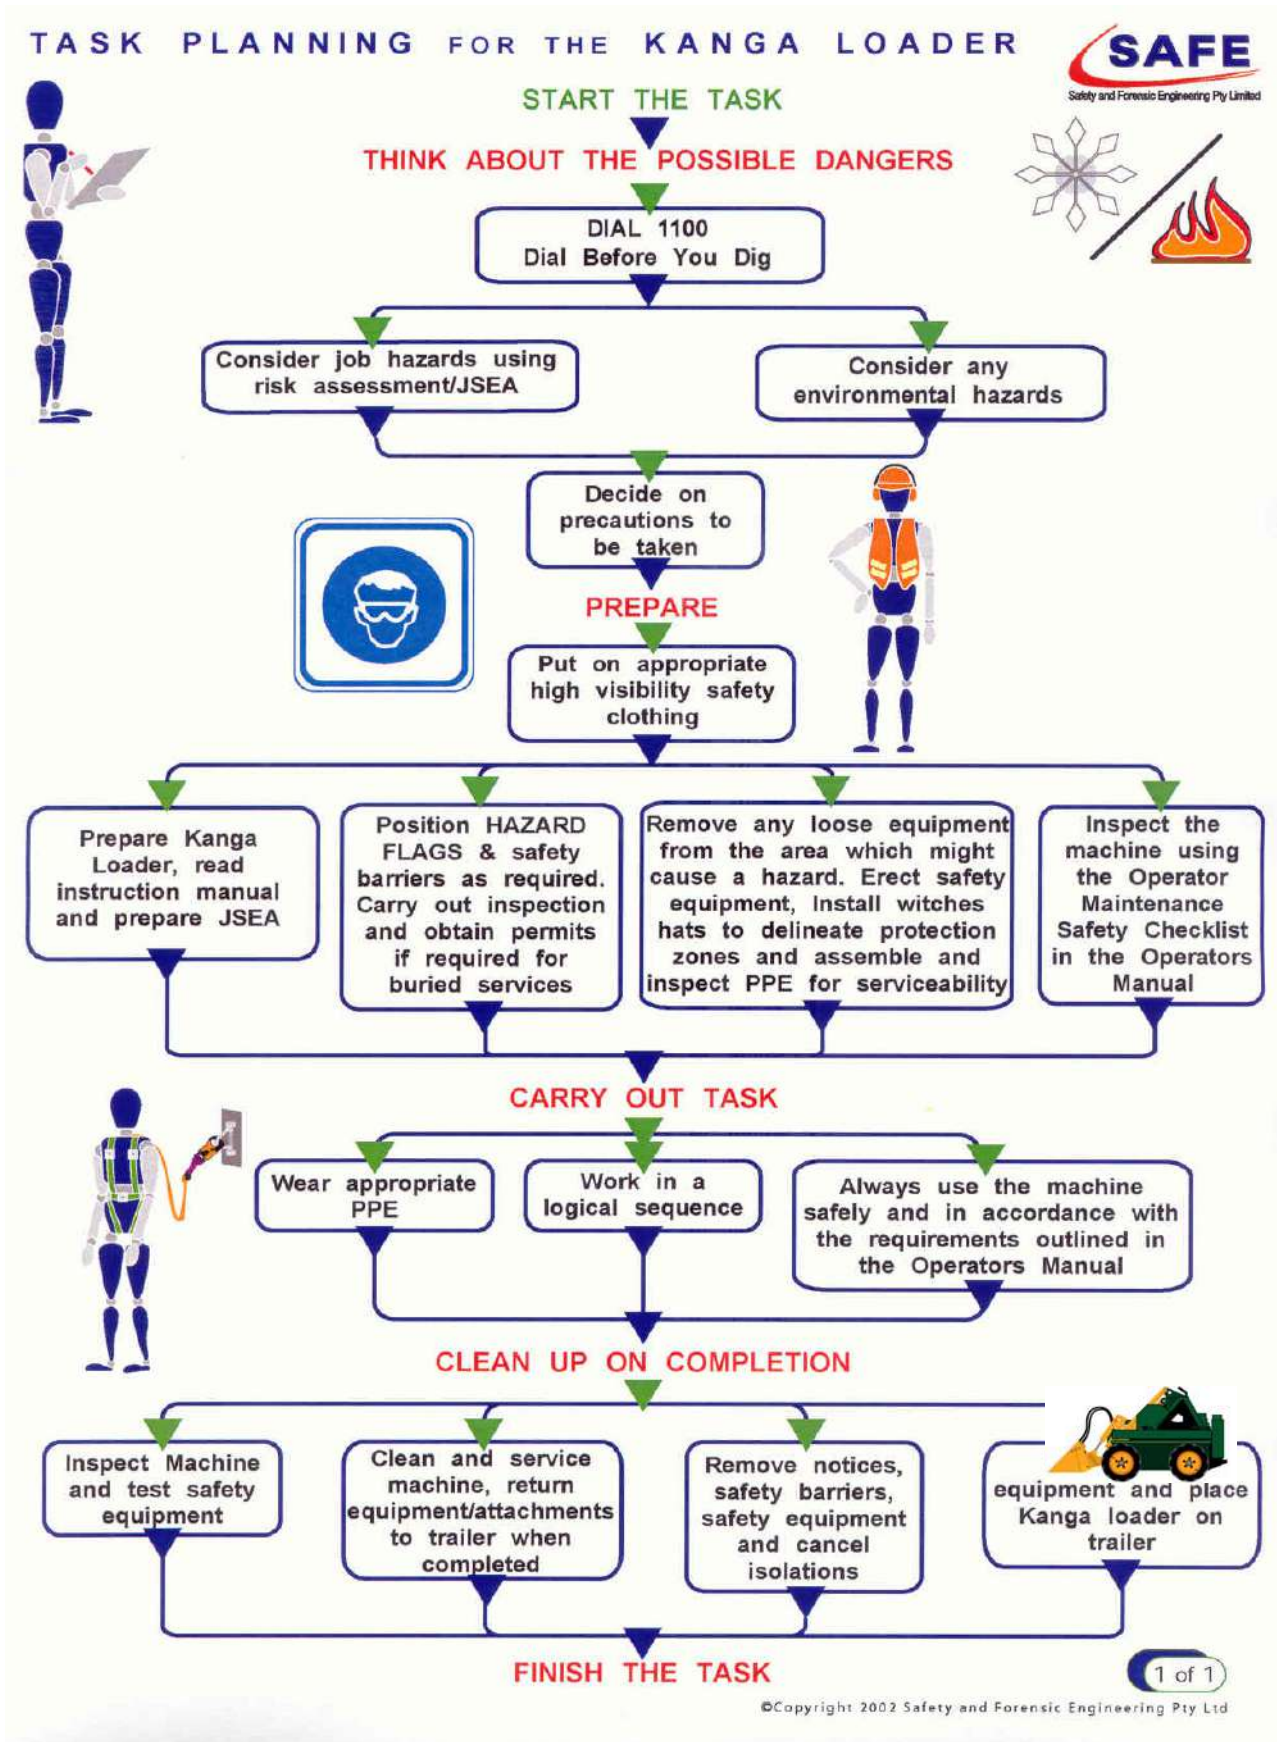 TASK PLANNING FOR THE KANGA LOADER
SAFE
Safety and Forensic Engineering Pty Limited
START THE TASK
THINK ABOUT THE POSSIBLE DANGERS
DIAL 1100
Dial Before You Dig
Consider job hazards using
risk assessment/JSEA
Consider any
environmental hazards
Decide on
precautions to
be taken
PREPARE
Put on appropriate
high visibility safety
clothing
Prepare Kanga
Loader, read
instruction manual
and prepare JSEA
Position HAZARD
FLAGS & safety
barriers as required.
Carry out inspection
and obtain permits
if required for
buried services
Remove any loose equipment
from the area which might
cause a hazard. Erect safety
equipment, Install witches
hats to delineate protection
zones and assemble and
inspect PPE for serviceability
Inspect the
machine using
the Operator
Maintenance
Safety Checklist
in the Operators
Manual
CARRY OUT TASK
Wear appropriate
PPE
Work in a
logical sequence
Always use the machine
safely and in accordance with
the requirements outlined in
the Operators Manual
CLEAN UP ON COMPLETION
Inspect Machine
and test safety
equipment
Clean and service
machine, return
equipment/attachments
to trailer when
completed
Remove notices,
safety barriers,
safety equipment
and cancel
isolations
equipment and place
Kanga loader on
trailer
FINISH THE TASK
1 of 1
©Copyright 2002 Safety and Forensic Engineering Pty Ltd